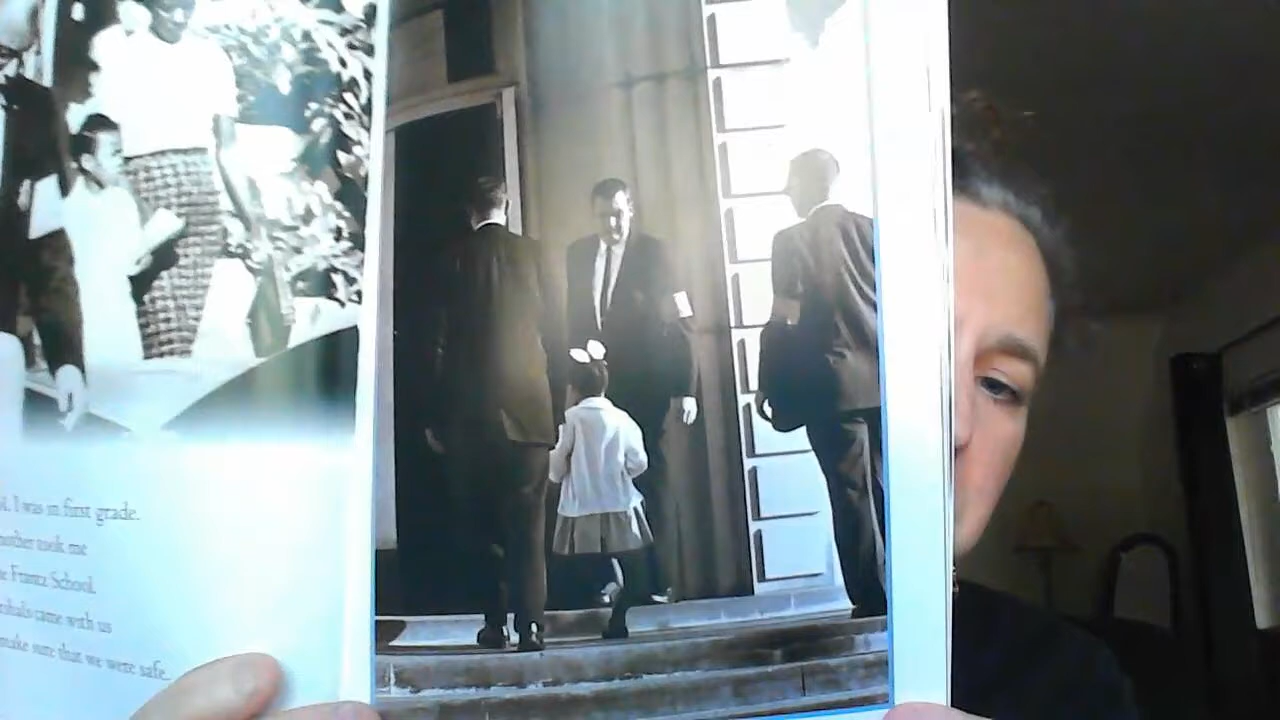 I was in first grade.
mother took me
Frantz School.
came with us
make sure that we were safe.